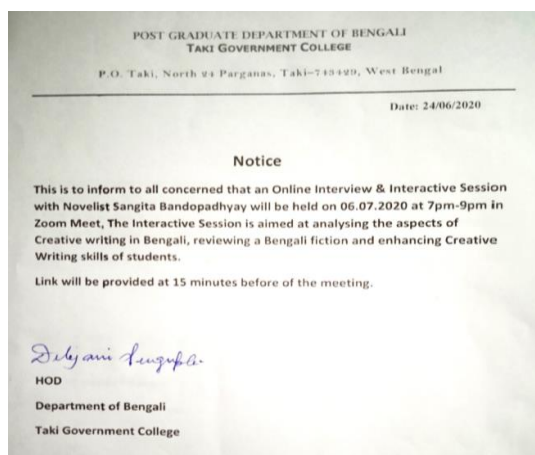 POST GRADUATE DEPARTMENT OF BENGALI
TAKI GOVERNMENT COLLEGE
P.O. Taki, North 24 Parganas, Taki-743429, West Bengal
Date: 24/06/2020
Notice
This is to inform to all concerned that an Online Interview & Interactive Session
with Novelist Sangita Bandopadhyay will be held on 06.07.2020 at 7pm-9pm in
Zoom Meet, The Interactive Session is aimed at analysing the aspects of
Creative writing in Bengali, reviewing a Bengali fiction and enhancing Creative
Writing skills of students.
Link will be provided at 15 minutes before of the meeting.
Debjani Sengupta
HOD
Department of Bengali
Taki Government College